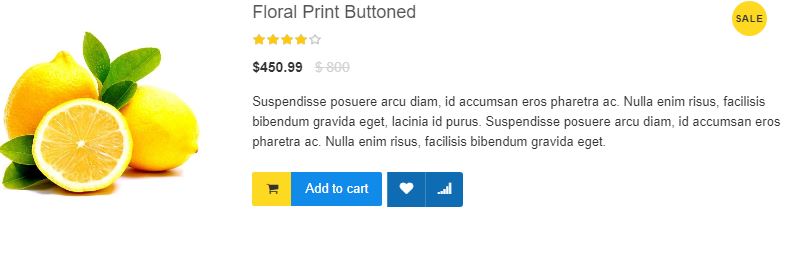 Floral Print Buttoned
SALE
$450.99 $ 800
Suspendisse posuere arcu diam, id accumsan eros pharetra ac. Nulla enim risus, facilisis
bibendum gravida eget, lacinia id purus. Suspendisse posuere arcu diam, id accumsan eros
pharetra ac. Nulla enim risus, facilisis bibendum gravida eget.
Add to cart